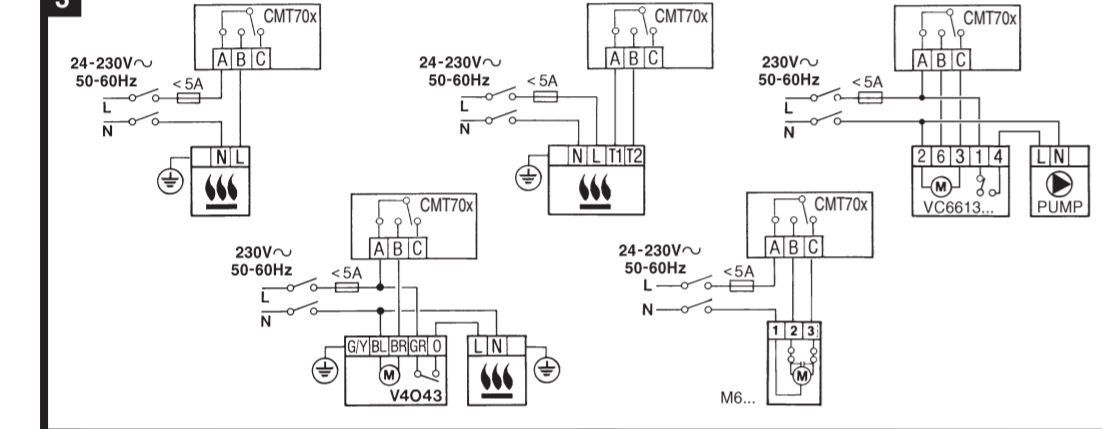 CMT70x
A B C
24-230V~
50-60Hz
< 5A
L
N
N L
CMT70x
A B C
24-230V~
50-60Hz
< 5A
L
N
N L T1 T2
CMT70x
A B C
230V~
50-60Hz
< 5A
L
N
2 6 3 1 4
M
VC6613...
L N
PUMP
CMT70x
A B C
230V~
50-60Hz
< 5A
L
N
G/Y BL BR GR O
M
V4043
L N
CMT70x
A B C
24-230V~
50-60Hz
<5A
L
N
1 2 3
M
M6...